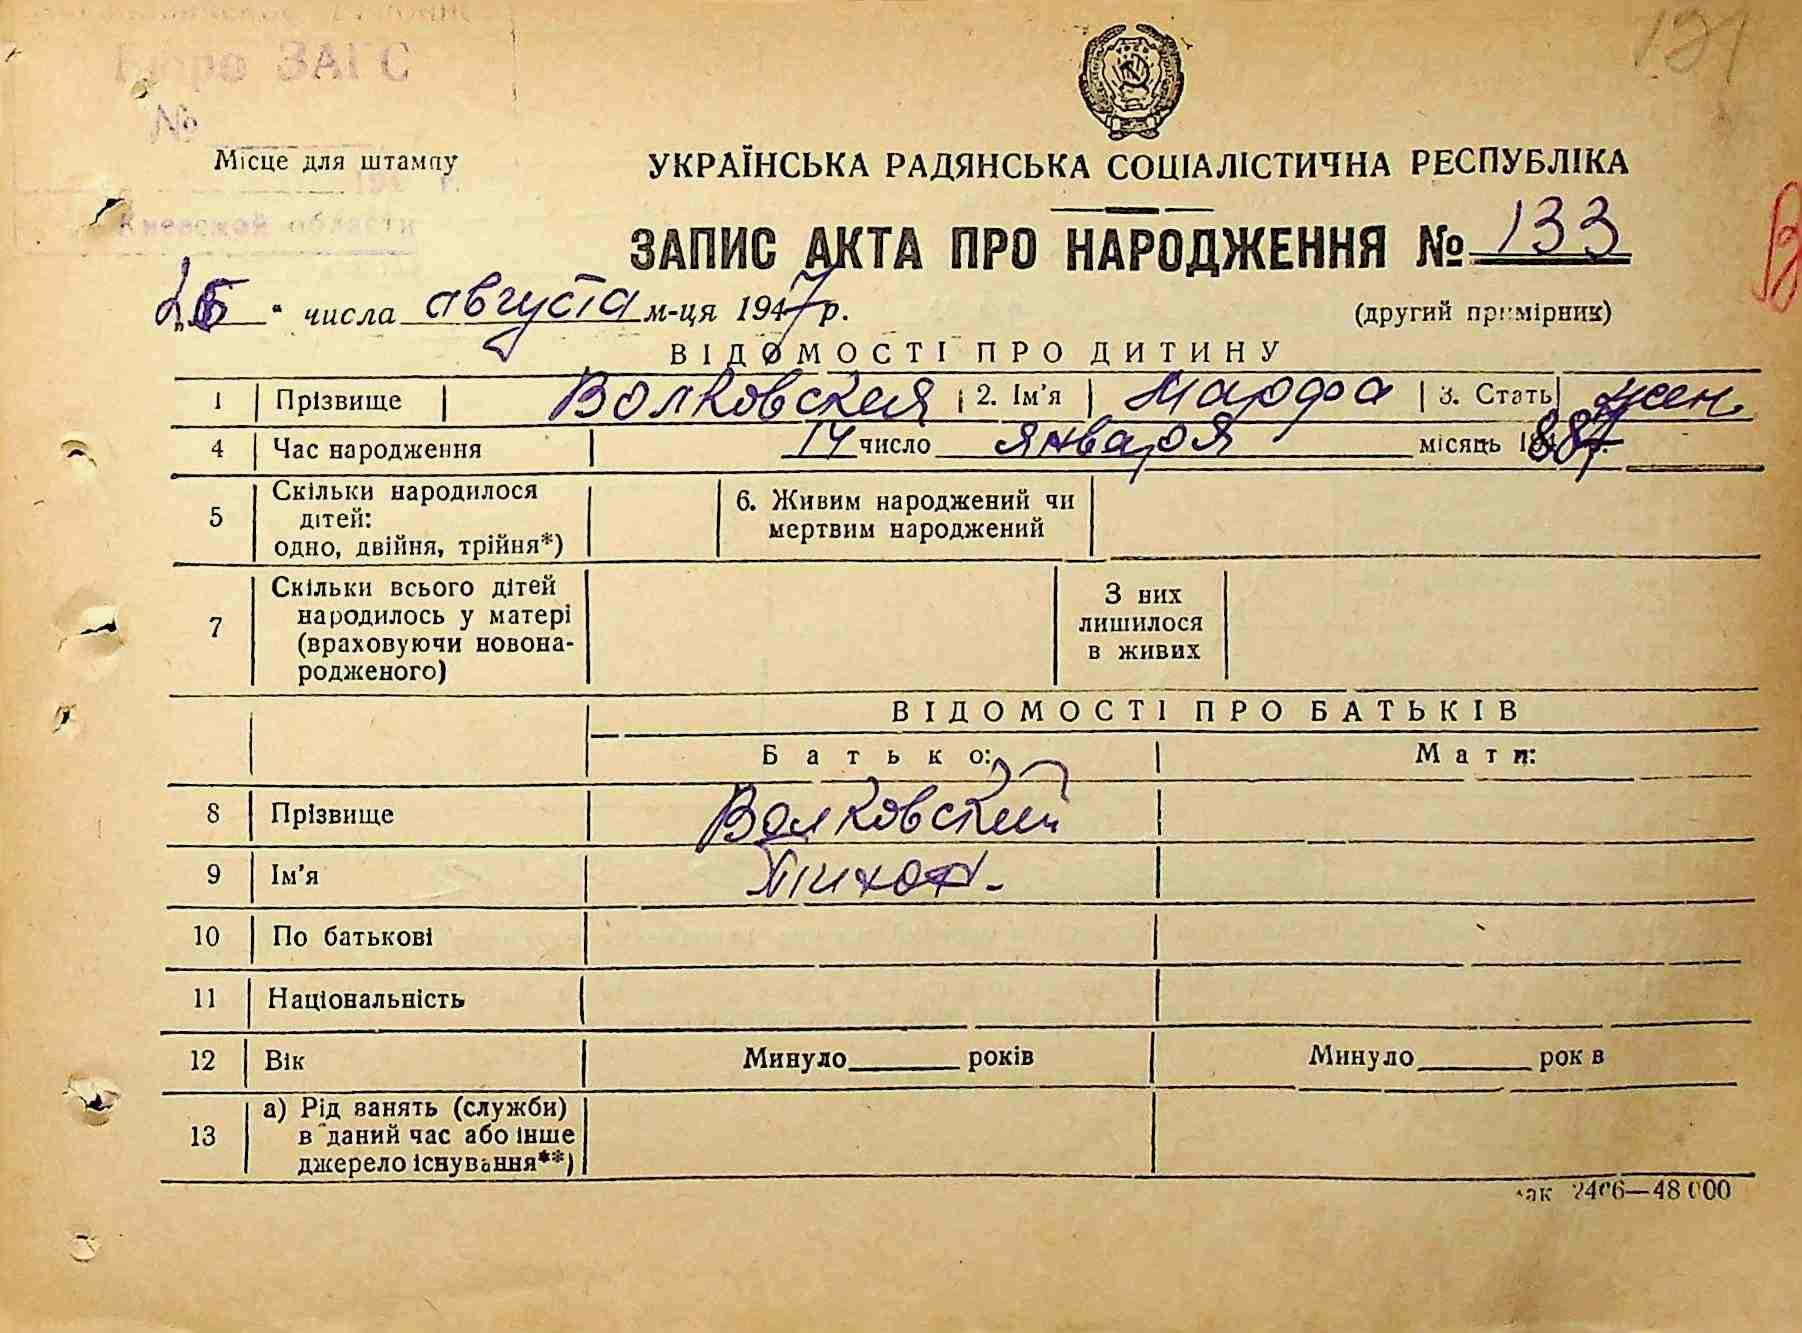 191
Бюро ЗАГС
№
Місце для штампу
Киевской области
УКРАЇНСЬКА РАДЯНСЬКА СОЦІАЛІСТИЧНА РЕСПУБЛІКА
ЗАПИС АКТА ПРО НАРОДЖЕННЯ № 133
числа августа м-ця 1947 р.
(другий примірник)
ВІДОМОСТІ ПРО ДИТИНУ
1 Прізвище Волковская 2. Ім'я Марфа 3. Стать жен.
4 Час народження 14 число января місяць 1887
5 Скільки народилося дітей: одно, двійня, трійня*) 6. Живим народжений чи мертвим народжений
7 Скільки всього дітей народилось у матері (враховуючи новонародженого) З них лишилося в живих
ВІДОМОСТІ ПРО БАТЬКІВ
Батько: Мати:
8 Прізвище Волковский
9 Ім'я Тихон.
10 По батькові
11 Національність
12 Вік Минуло______ років Минуло______ рок в
13 а) Рід занять (служби) в даний час або інше джерело існування**)
зак 2406—48 000